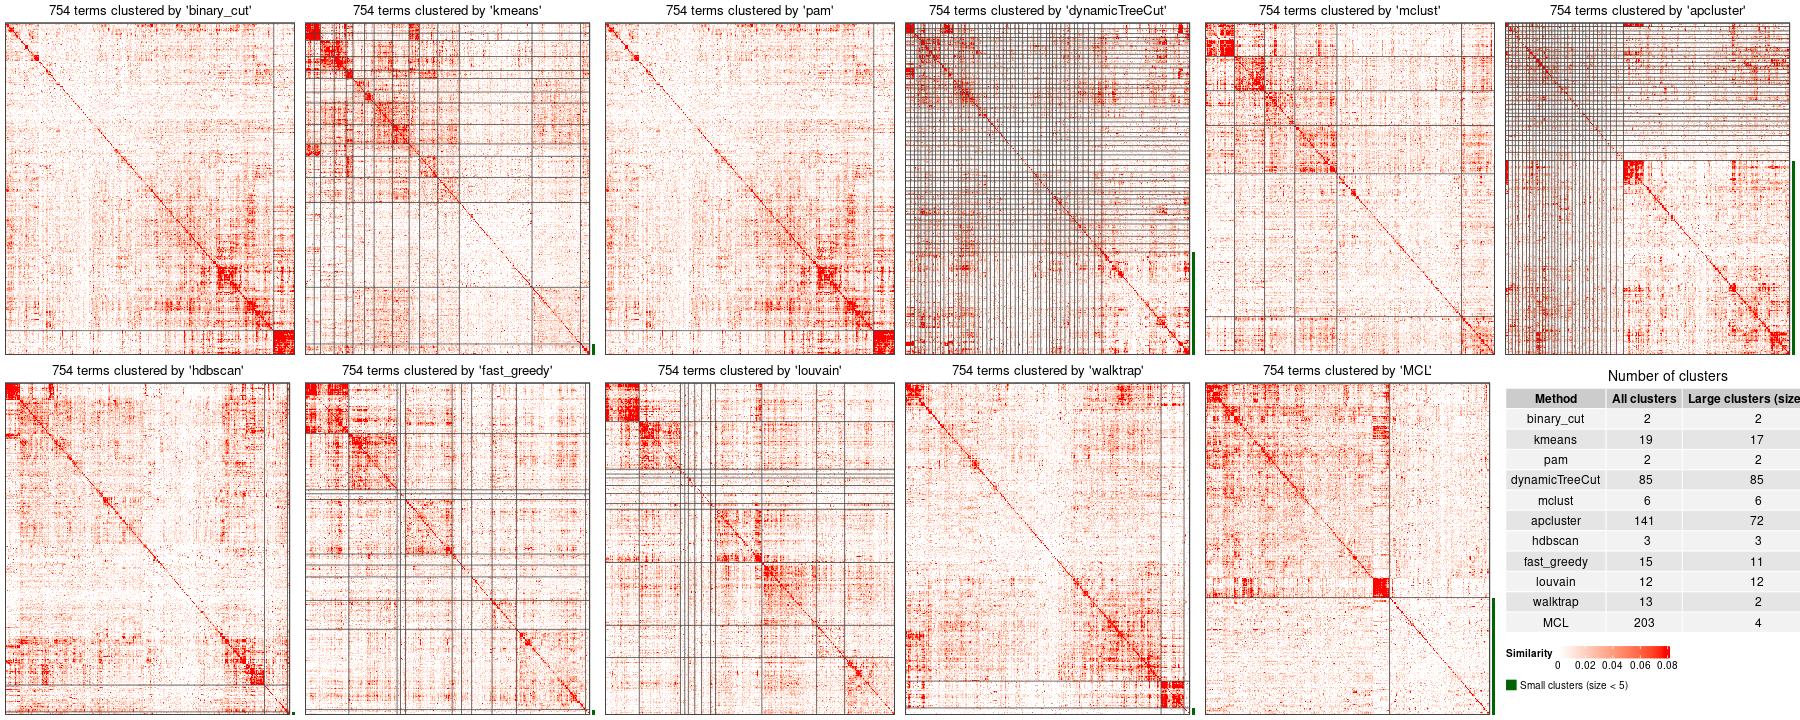 754 terms clustered by 'binary_cut'
754 terms clustered by 'kmeans'
754 terms clustered by 'pam'
754 terms clustered by 'dynamicTreeCut'
754 terms clustered by 'mclust'
754 terms clustered by 'apcluster'
754 terms clustered by 'hdbscan'
754 terms clustered by 'fast_greedy'
754 terms clustered by 'louvain'
754 terms clustered by 'walktrap'
754 terms clustered by 'MCL'
Number of clusters
Method All clusters Large clusters (size
binary_cut 2 2
kmeans 19 17
pam 2 2
dynamicTreeCut 85 85
mclust 6 6
apcluster 141 72
hdbscan 3 3
fast_greedy 15 11
louvain 12 12
walktrap 13 2
MCL 203 4
Similarity
0 0.02 0.04 0.06 0.08
Small clusters (size < 5)